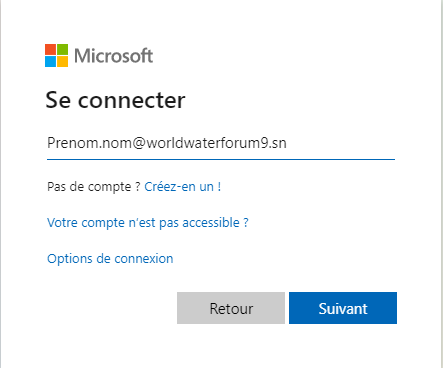 Microsoft
Se connecter
Prenom.nom@worldwaterforum9.sn
Pas de compte ? Créez-en un !
Votre compte n'est pas accessible ?
Options de connexion
Retour
Suivant